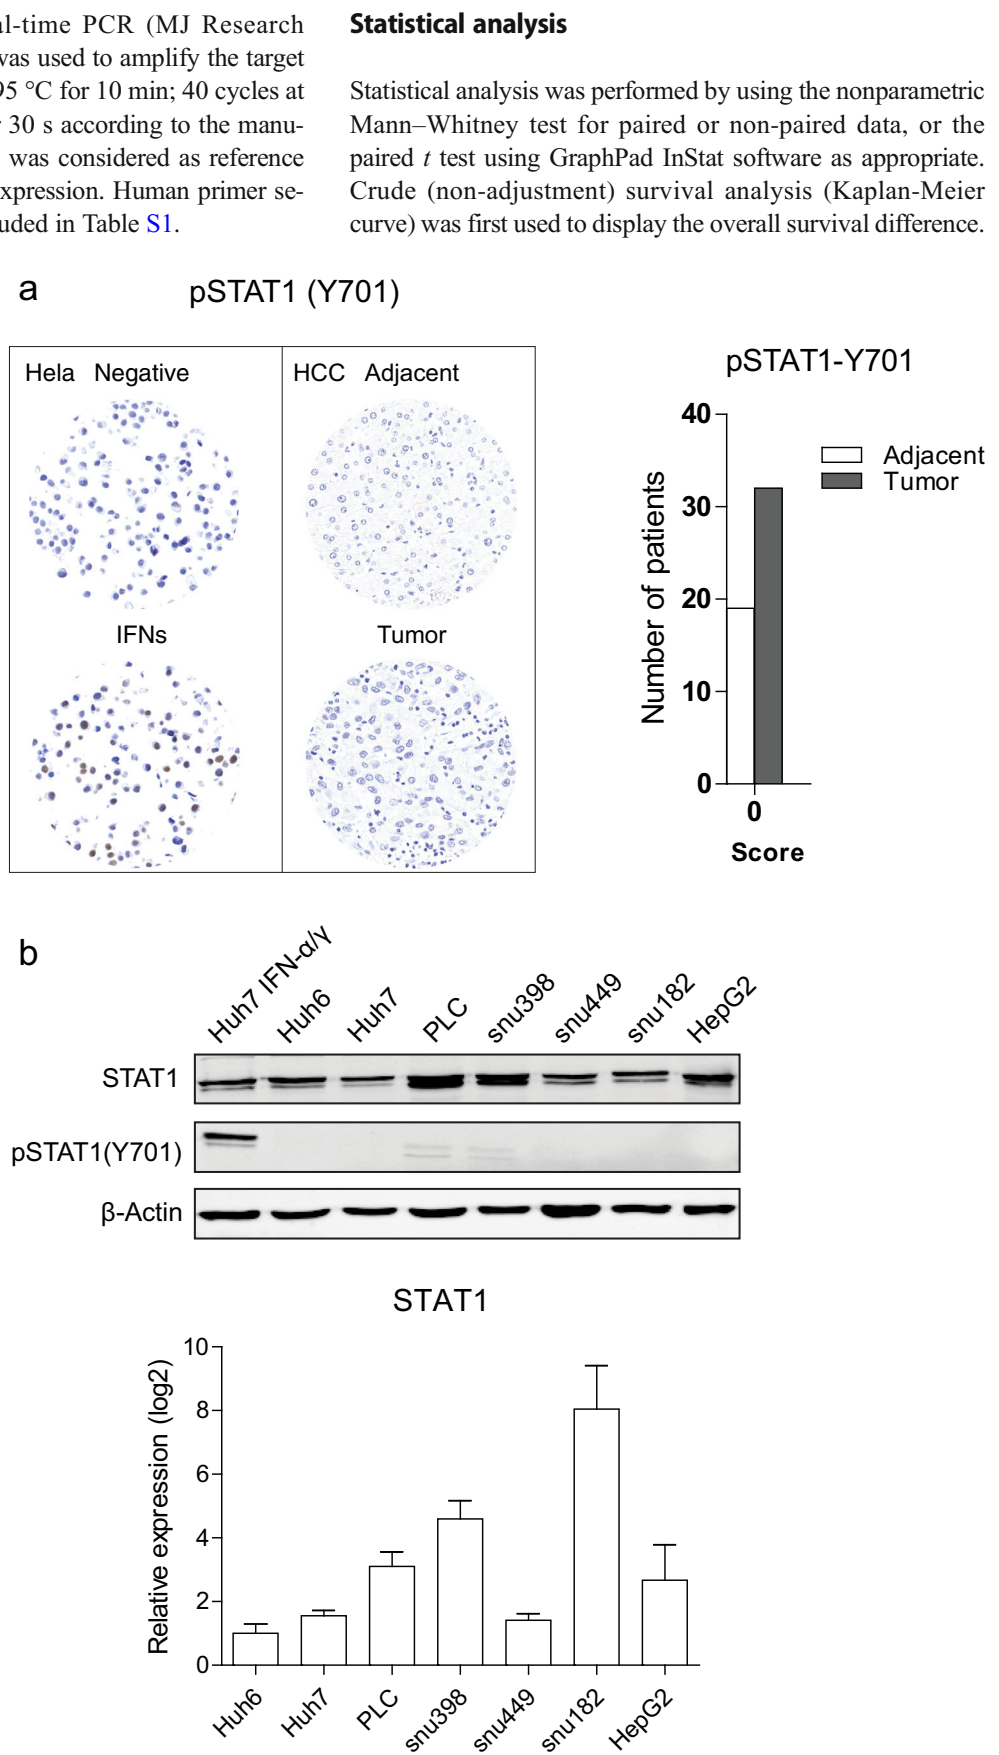 al-time PCR (MJ Research
was used to amplify the target
95 °C for 10 min; 40 cycles at
30 s according to the manu-
was considered as reference
expression. Human primer se-
uded in Table S1.
Statistical analysis
Statistical analysis was performed by using the nonparametric
Mann–Whitney test for paired or non-paired data, or the
paired t test using GraphPad InStat software as appropriate.
Crude (non-adjustment) survival analysis (Kaplan-Meier
curve) was first used to display the overall survival difference.
a
pSTAT1 (Y701)
Hela Negative
HCC Adjacent
IFNs
Tumor
pSTAT1-Y701
Number of patients
40
30
20
10
0
0
Score
Adjacent
Tumor
b
Huh7 IFN-α/γ
Huh6
Huh7
PLC
snu398
snu449
snu182
HepG2
STAT1
pSTAT1(Y701)
β-Actin
STAT1
Relative expression (log2)
10
8
6
4
2
0
Huh6
Huh7
PLC
snu398
snu449
snu182
HepG2